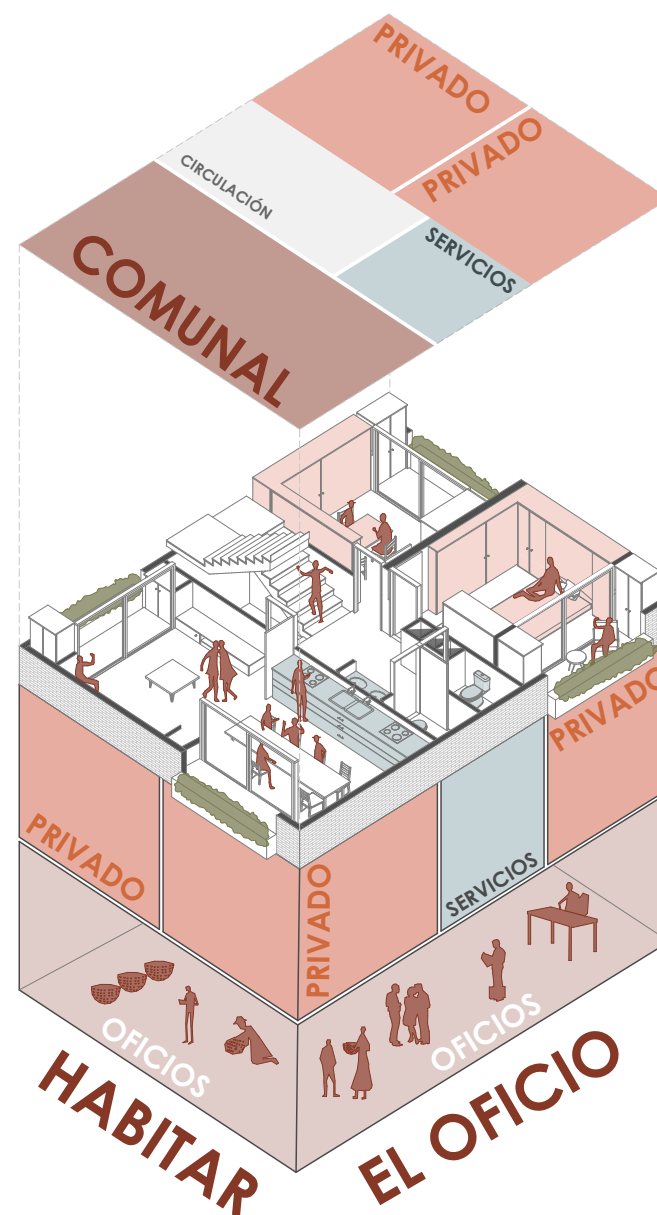 PRIVADO
PRIVADO
CIRCULACIÓN
SERVICIOS
COMUNAL
PRIVADO
PRIVADO
PRIVADO
SERVICIOS
OFICIOS
OFICIOS
HABITAR
EL OFICIO